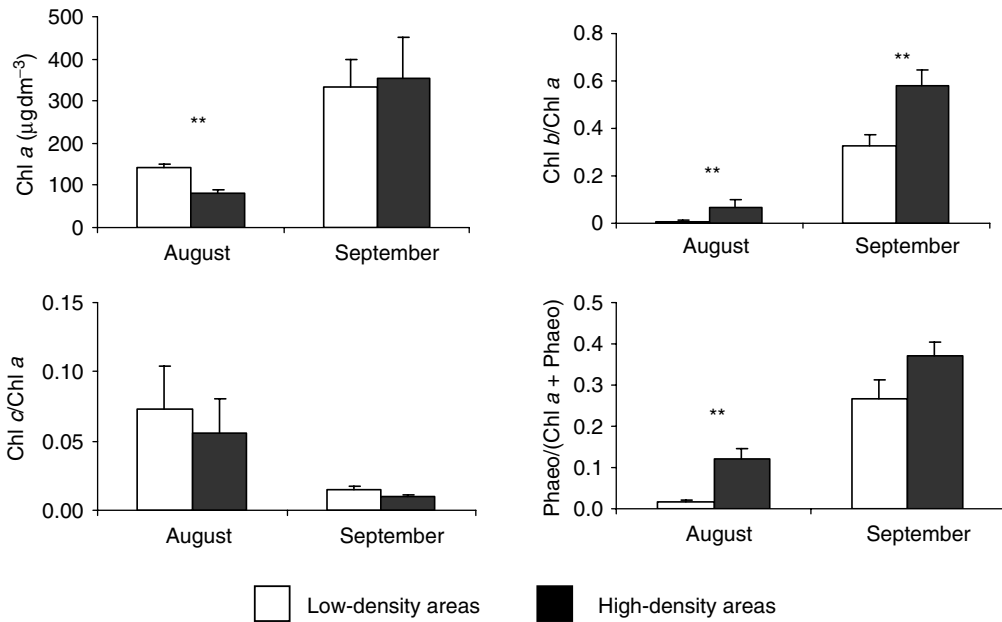 Chl a (µg dm−3)
500
400
300
200
100
0
**
August
September
Chl b/Chl a
0.8
0.6
0.4
0.2
0
**
**
August
September
Chl c/Chl a
0.15
0.10
0.05
0.00
August
September
Phaeo/(Chl a + Phaeo)
0.5
0.4
0.3
0.2
0.1
0.0
**
August
September
Low-density areas
High-density areas